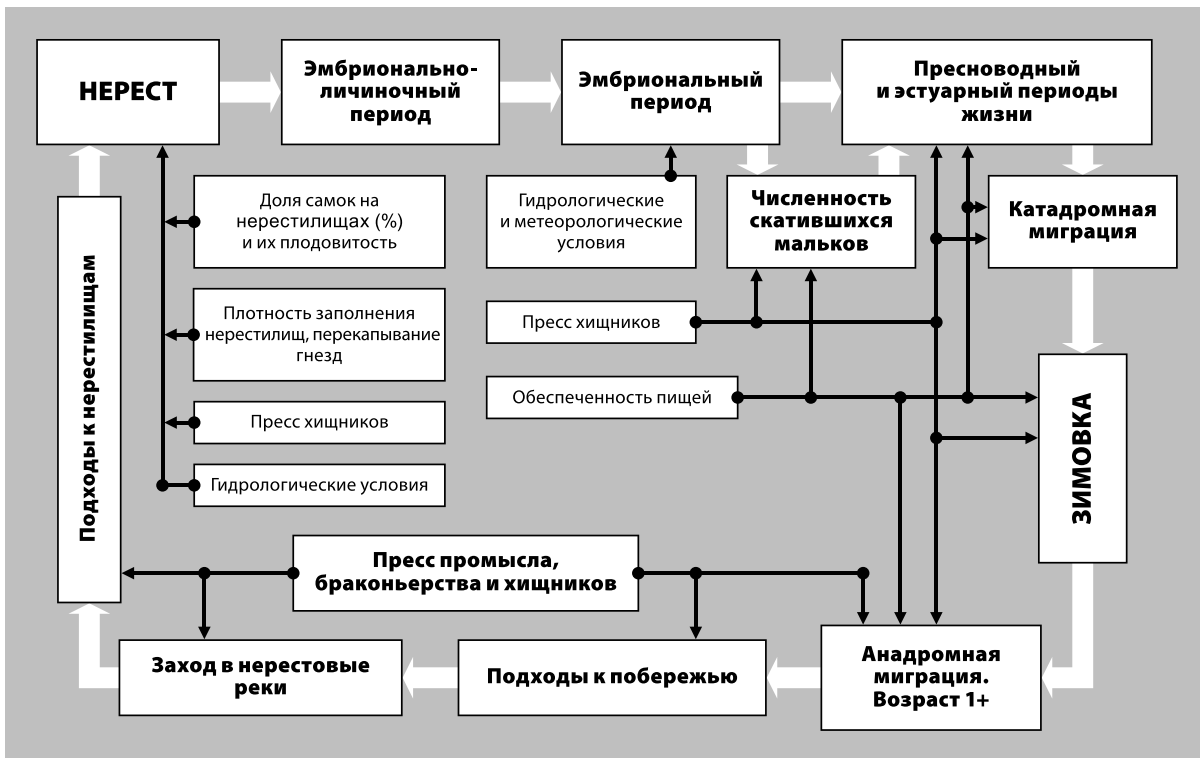 НЕРЕСТ
Эмбрионально-
личиночный
период
Эмбриональный
период
Пресноводный
и эстуарный периоды
жизни
Доля самок на
нерестилищах (%)
и их плодовитость
Гидрологические
и метеорологические
условия
Численность
скатившихся
мальков
Катадромная
миграция
Подходы к нерестилищам
Плотность заполнения
нерестилищ, перекапывание
гнезд
Пресс хищников
Обеспеченность пищей
Пресс хищников
Гидрологические условия
ЗИМОВКА
Пресс промысла,
браконьерства и хищников
Заход в нерестовые
реки
Подходы к побережью
Анадромная
миграция.
Возраст 1+